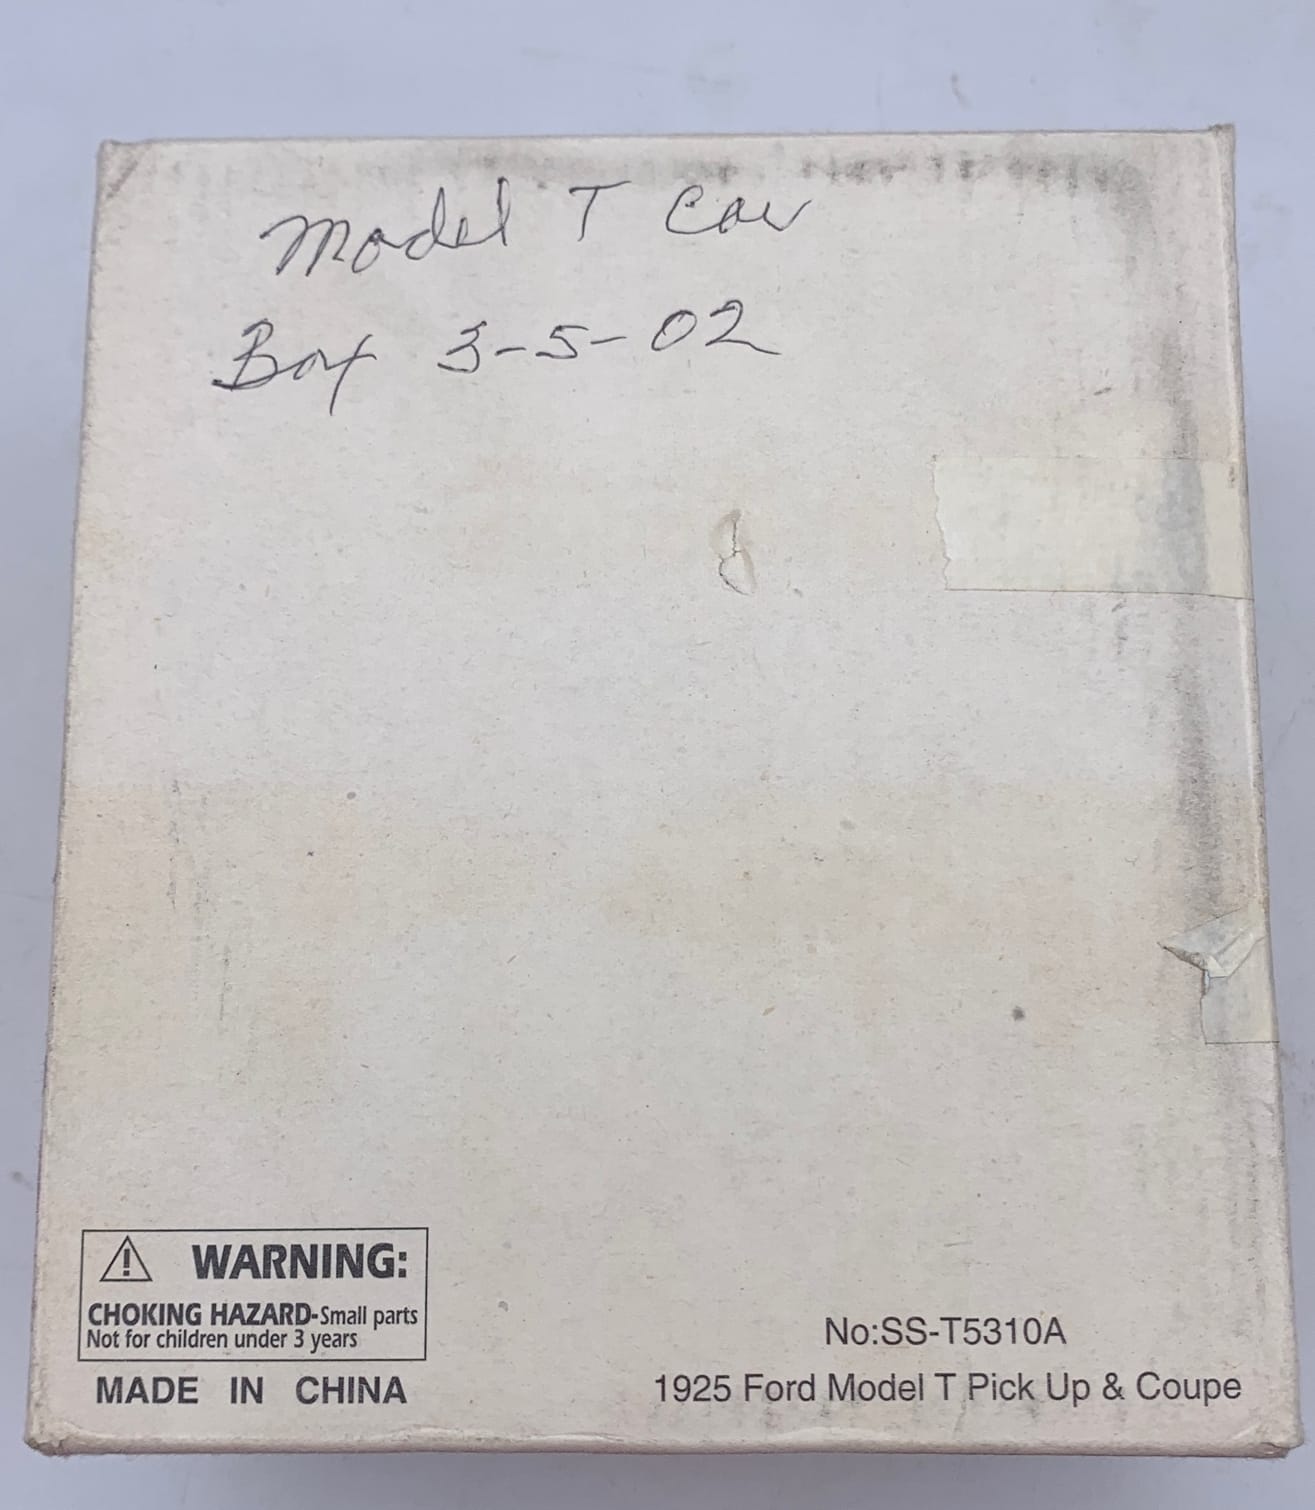 Model T Car
Box 3-5-02
WARNING:
CHOKING HAZARD-Small parts
Not for children under 3 years
MADE IN CHINA
No:SS-T5310A
1925 Ford Model T Pick Up & Coupe